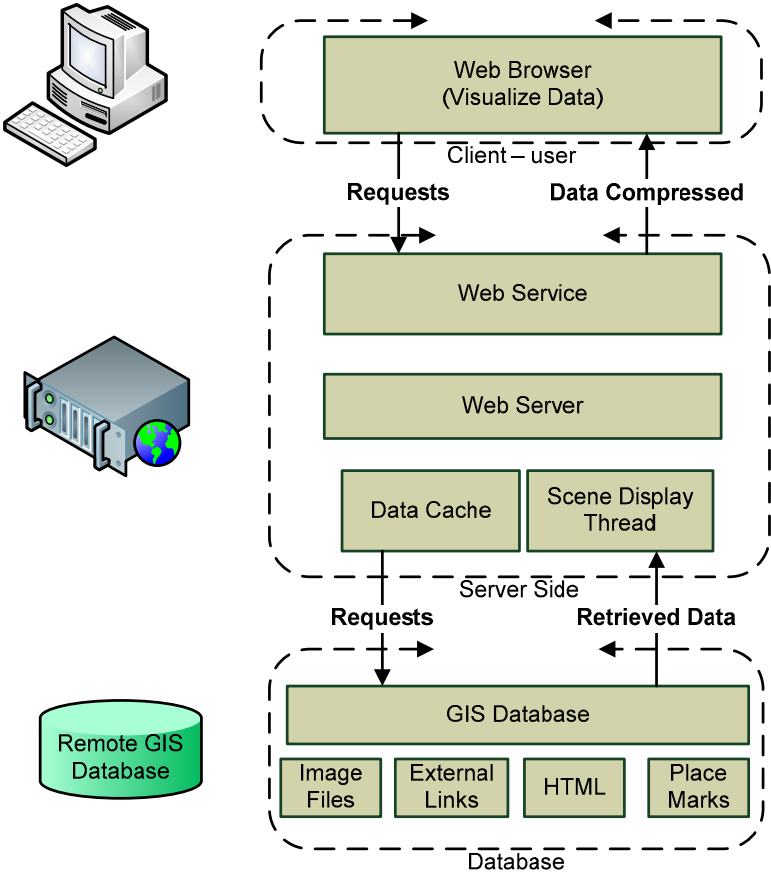 Web Browser
(Visualize Data)
Client – user
Requests
Data Compressed
Web Service
Web Server
Data Cache
Scene Display
Thread
Server Side
Requests
Retrieved Data
GIS Database
Remote GIS
Database
Image
Files
External
Links
HTML
Place
Marks
Database